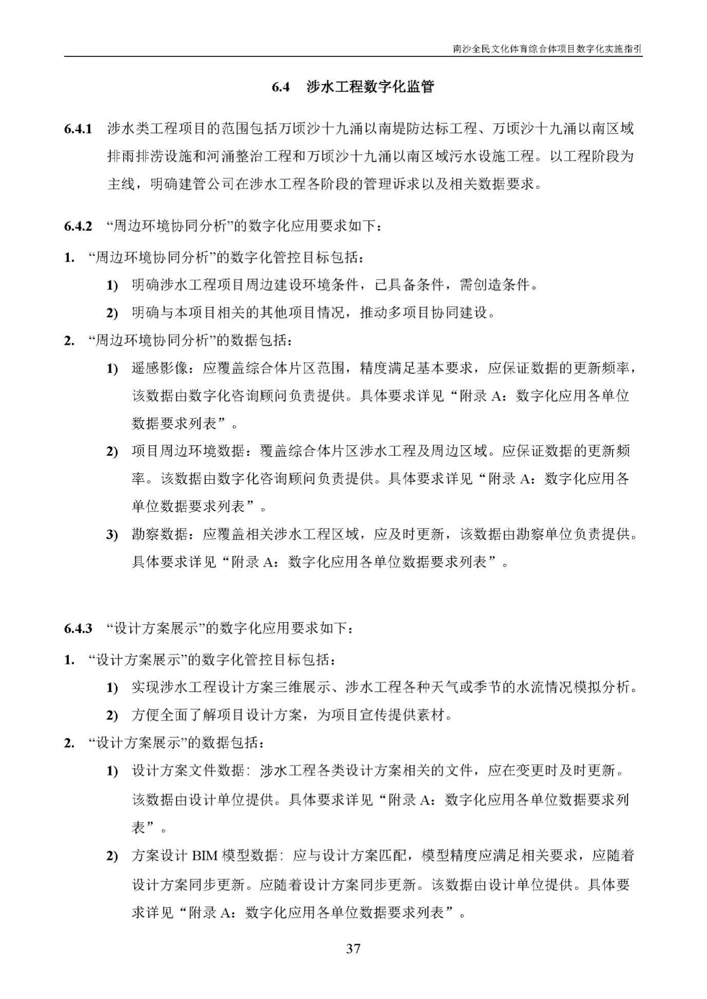 南沙全民文化体育综合体项目数字化实施指引
6.4 涉水工程数字化监管
6.4.1 涉水类工程项目的范围包括万顷沙十九涌以南堤防达标工程、万顷沙十九涌以南区域
排雨排涝设施和河涌整治工程和万顷沙十九涌以南区域污水设施工程。以工程阶段为
主线，明确建管公司在涉水工程各阶段的管理诉求以及相关数据要求。
6.4.2 “周边环境协同分析”的数字化应用要求如下：
1. “周边环境协同分析”的数字化管控目标包括：
1) 明确涉水工程项目周边建设环境条件，已具备条件，需创造条件。
2) 明确与本项目相关的其他项目情况，推动多项目协同建设。
2. “周边环境协同分析”的数据包括：
1) 遥感影像：应覆盖综合体片区范围，精度满足基本要求，应保证数据的更新频率，
该数据由数字化咨询顾问负责提供。具体要求详见“附录 A：数字化应用各单位
数据要求列表”。
2) 项目周边环境数据：覆盖综合体片区涉水工程及周边区域。应保证数据的更新频
率。该数据由数字化咨询顾问负责提供。具体要求详见“附录 A：数字化应用各
单位数据要求列表”。
3) 勘察数据：应覆盖相关涉水工程区域，应及时更新，该数据由勘察单位负责提供。
具体要求详见“附录 A：数字化应用各单位数据要求列表”。
6.4.3 “设计方案展示”的数字化应用要求如下：
1. “设计方案展示”的数字化管控目标包括：
1) 实现涉水工程设计方案三维展示、涉水工程各种天气或季节的水流情况模拟分析。
2) 方便全面了解项目设计方案，为项目宣传提供素材。
2. “设计方案展示”的数据包括：
1) 设计方案文件数据：涉水工程各类设计方案相关的文件，应在变更时及时更新。
该数据由设计单位提供。具体要求详见“附录 A：数字化应用各单位数据要求列
表”。
2) 方案设计 BIM 模型数据：应与设计方案匹配，模型精度应满足相关要求，应随着
设计方案同步更新。应随着设计方案同步更新。该数据由设计单位提供。具体要
求详见“附录 A：数字化应用各单位数据要求列表”。
37